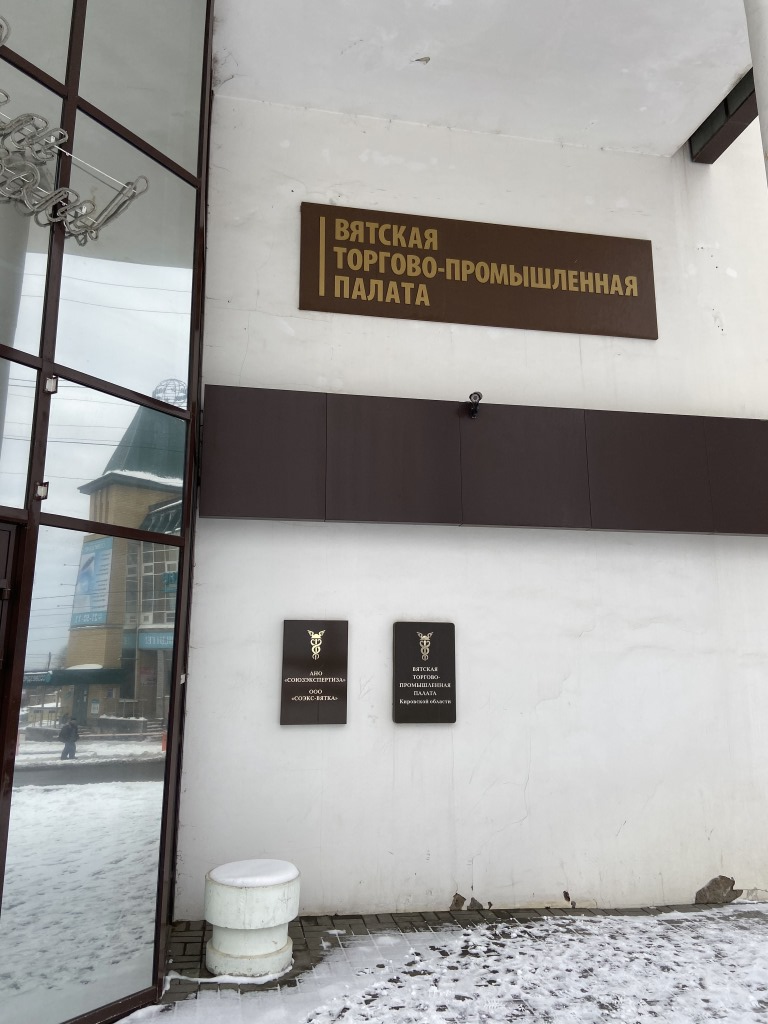 ВЯТСКАЯ
ТОРГОВО-ПРОМЫШЛЕННАЯ
ПАЛАТА
АНО
«СОЮЗЭКСПЕРТИЗА»
ООО
«СОЭКС-ВЯТКА»
ВЯТСКАЯ
ТОРГОВО-
ПРОМЫШЛЕННАЯ
ПАЛАТА
Кировской области